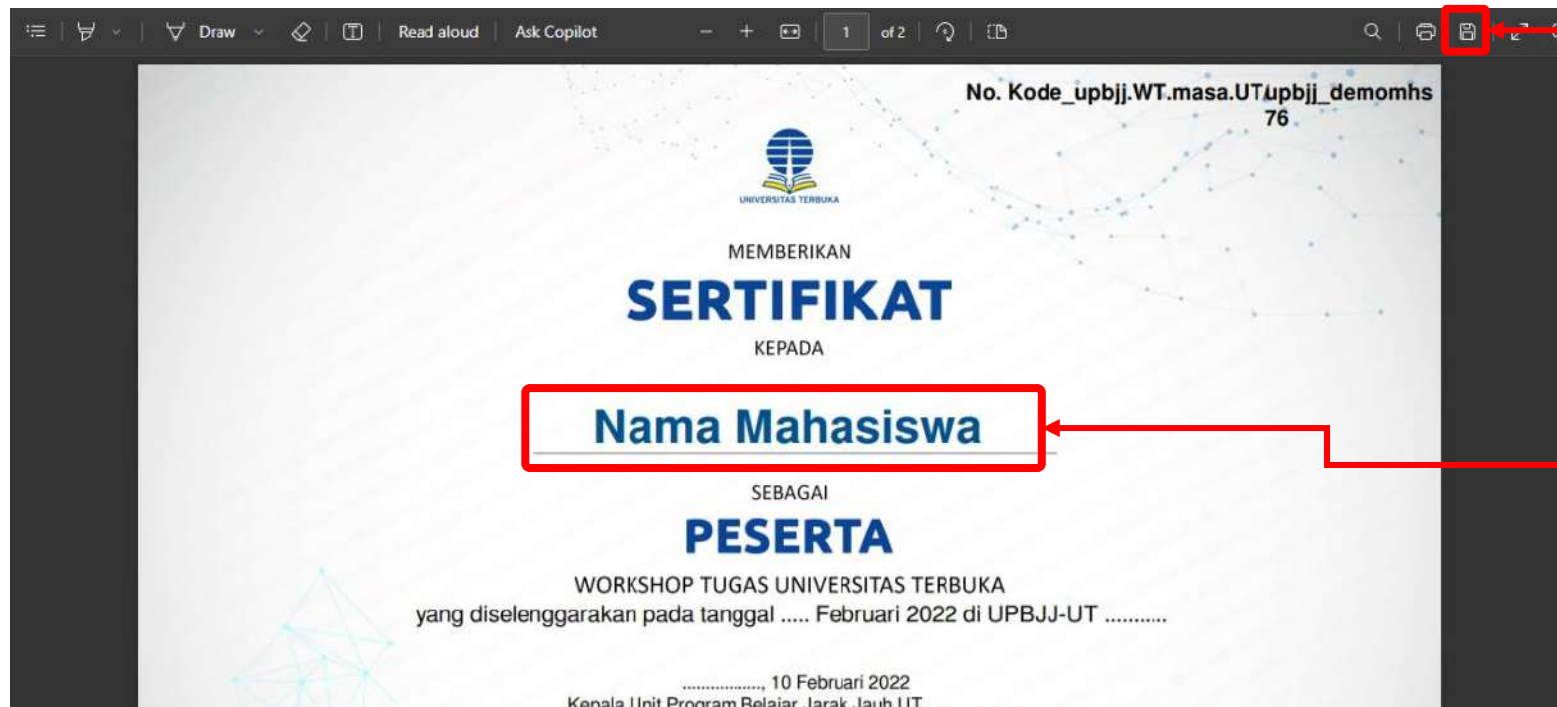 Draw
Read aloud
Ask Copilot
1 of 2
No. Kode_upbjj.WT.masa.UT/upbjj_demomhs
76
UNIVERSITAS TERBUKA
MEMBERIKAN
SERTIFIKAT
KEPADA
Nama Mahasiswa
SEBAGAI
PESERTA
WORKSHOP TUGAS UNIVERSITAS TERBUKA
yang diselenggarakan pada tanggal ..... Februari 2022 di UPBJJ-UT ...........
................., 10 Februari 2022
Kepala Unit Program Belajar Jarak Jauh UT